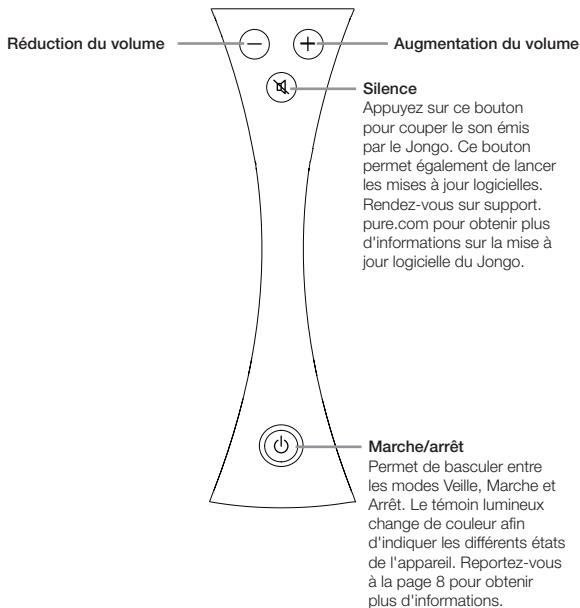 Réduction du volume
Augmentation du volume
Silence
Appuyez sur ce bouton
pour couper le son émis
par le Jongo. Ce bouton
permet également de lancer
les mises à jour logicielles.
Rendez-vous sur support.
pure.com pour obtenir plus
d'informations sur la mise à
jour logicielle du Jongo.
Marche/arrêt
Permet de basculer entre
les modes Veille, Marche et
Arrêt. Le témoin lumineux
change de couleur afin
d'indiquer les différents états
de l'appareil. Reportez-vous
à la page 8 pour obtenir
plus d'informations.